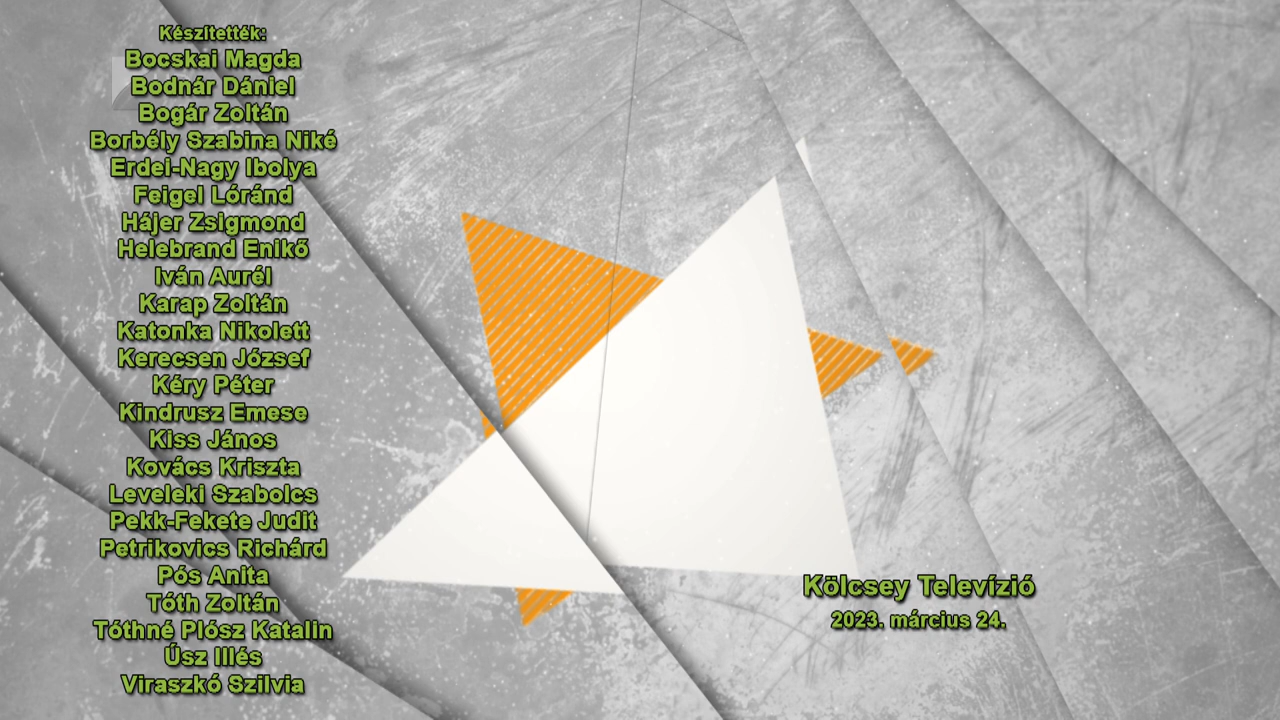 Készítették:
Bocskai Magda
Bodnár Dániel
Bogár Zoltán
Borbély Szabina Niké
Erdei-Nagy Ibolya
Feigel Lóránd
Hájer Zsigmond
Helebrand Enikő
Iván Aurél
Karap Zoltán
Katonka Nikolett
Kerecsen József
Kéry Péter
Kindrusz Emese
Kiss János
Kovács Kriszta
Leveleki Szabolcs
Pekk-Fekete Judit
Petrikovics Richárd
Pós Anita
Tóth Zoltán
Tóthné Plósz Katalin
Úsz Illés
Viraszkó Szilvia
Kölcsey Televízió
2023. március 24.